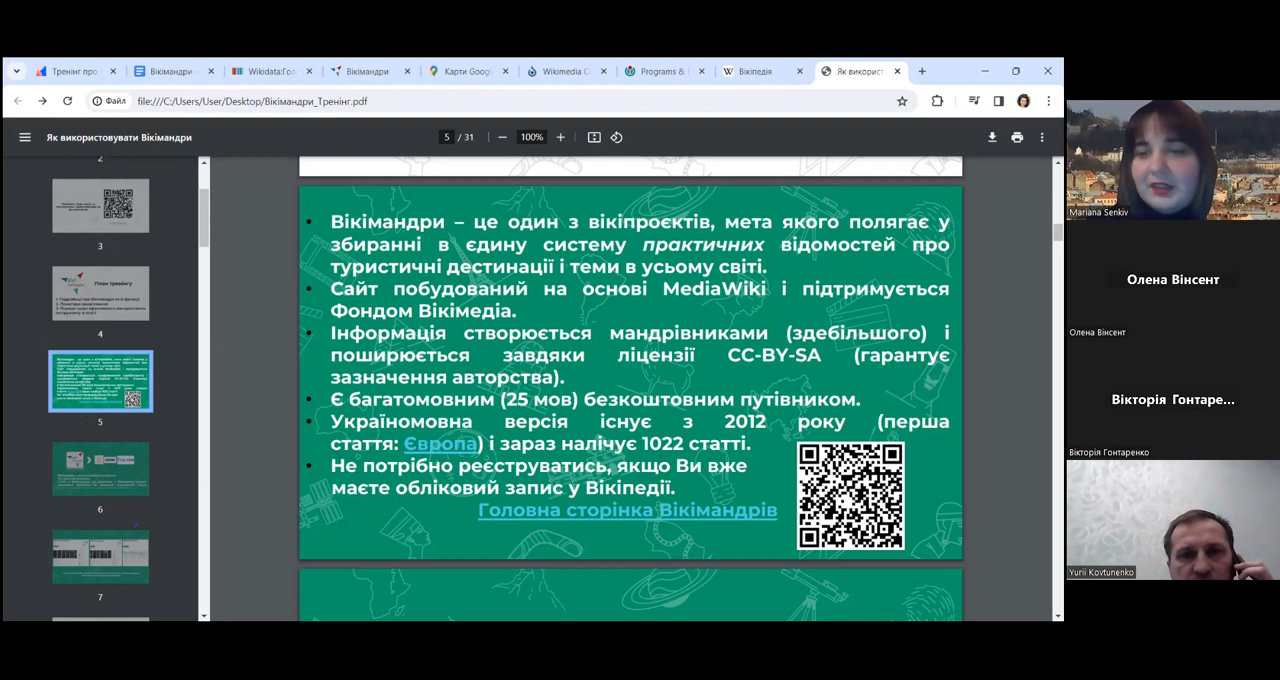 Тренінг про
Вікімандри
Wikidata:Гол
Вікімандри
Карти Googl
Wikimedia C
Programs &
Вікіпедія
Як використ
Файл
file:///C:/Users/User/Desktop/Вікімандри_Тренінг.pdf
Як використовувати Вікімандри
5 / 31
100%
2
3
План тренінгу
4
5
6
7
• Вікімандри – це один з вікіпроєктів, мета якого полягає у
збиранні в єдину систему практичних відомостей про
туристичні дестинації і теми в усьому світі.
• Сайт побудований на основі MediaWiki і підтримується
Фондом Вікімедіа.
• Інформація створюється мандрівниками (здебільшого) і
поширюється завдяки ліцензії CC-BY-SA (гарантує
зазначення авторства).
• Є багатомовним (25 мов) безкоштовним путівником.
• Україномовна версія існує з 2012 року (перша
стаття: Європа) і зараз налічує 1022 статті.
• Не потрібно реєструватись, якщо Ви вже
маєте обліковий запис у Вікіпедії.
Головна сторінка Вікімандрів
Mariana Senkiv
Олена Вінсент
Олена Вінсент
Вікторія Гонтаре...
Вікторія Гонтаренко
Yurii Kovtunenko